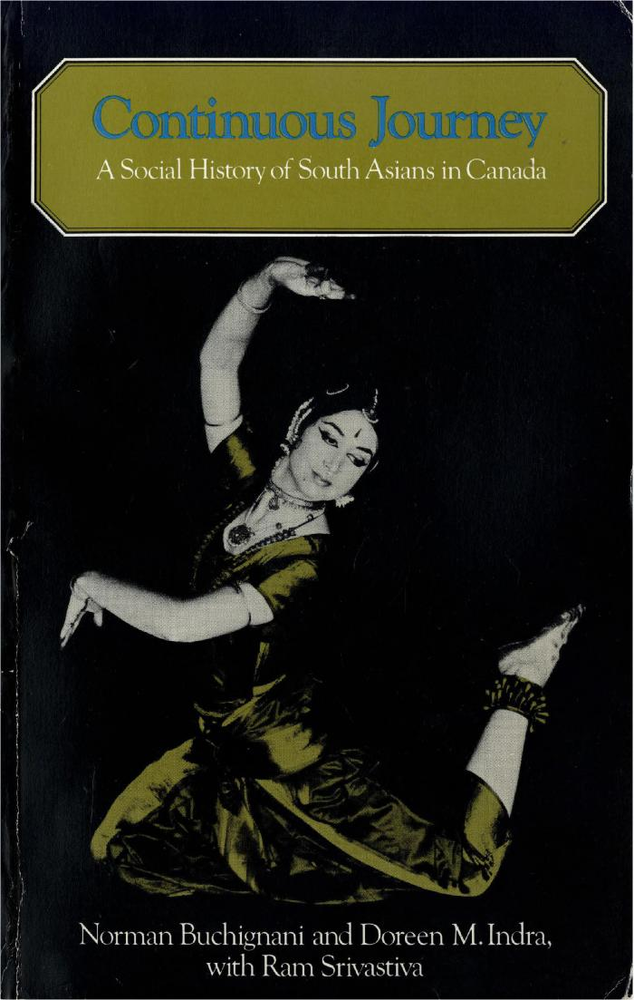 Continuous Journey
A Social History of South Asians in Canada
Norman Buchignani and Doreen M. Indra,
with Ram Srivastiva